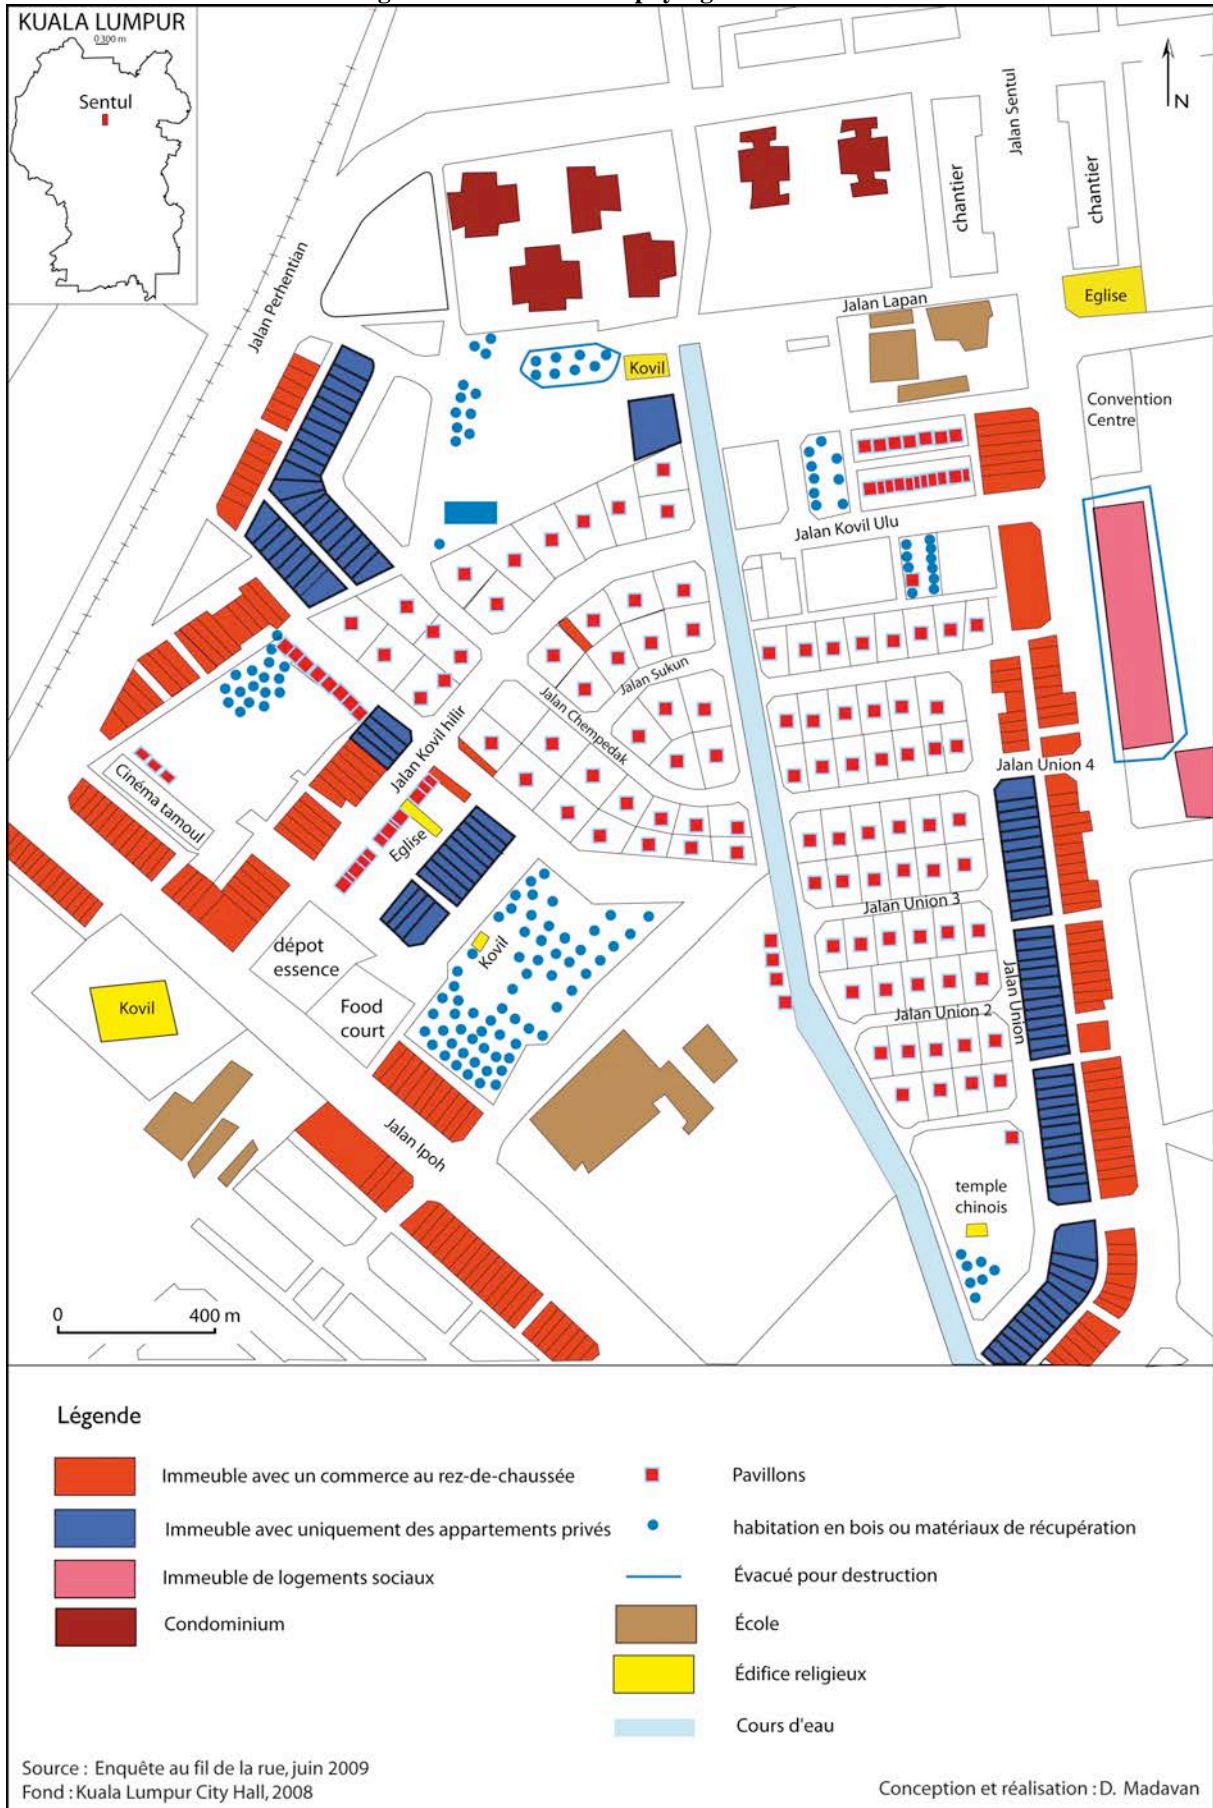 KUALA LUMPUR
0 300 m
Sentul
N
Jalan Sentul
chantier
chantier
Jalan Perhentian
Jalan Lapan
Eglise
Kovil
Convention
Centre
Jalan Kovil Ulu
Jalan Sukun
Jalan Chempedak
Jalan Kovil hilir
Jalan Union 4
Cinéma tamoul
Eglise
Jalan Union 3
dépot
essence
Kovil
Jalan Union
Kovil
Food
court
Jalan Union 2
Jalan Ipoh
temple
chinois
0 400 m
Légende
Immeuble avec un commerce au rez-de-chaussée
Immeuble avec uniquement des appartements privés
Immeuble de logements sociaux
Condominium
Pavillons
habitation en bois ou matériaux de récupération
Évacué pour destruction
École
Édifice religieux
Cours d'eau
Source : Enquête au fil de la rue, juin 2009
Fond : Kuala Lumpur City Hall, 2008
Conception et réalisation : D. Madavan